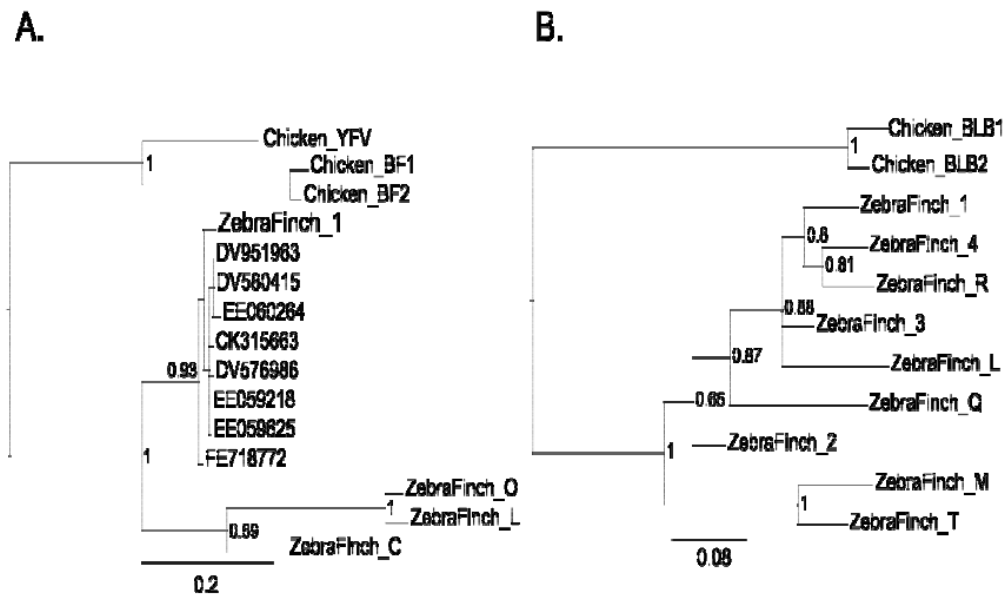 A.
Chicken_YFV
1
Chicken_BF1
Chicken_BF2
ZebraFinch_1
DV951963
DV580415
EE060264
CK315663
0.93
DV576986
EE059218
EE059625
FE718772
1
ZebraFinch_O
1
ZebraFinch_L
0.89
ZebraFinch_C
0.2
B.
Chicken_BLB1
1
Chicken_BLB2
ZebraFinch_1
0.8
ZebraFinch_4
0.81
ZebraFinch_R
0.88
ZebraFinch_3
0.87
ZebraFinch_L
0.65
ZebraFinch_Q
1
ZebraFinch_2
ZebraFinch_M
1
ZebraFinch_T
0.08